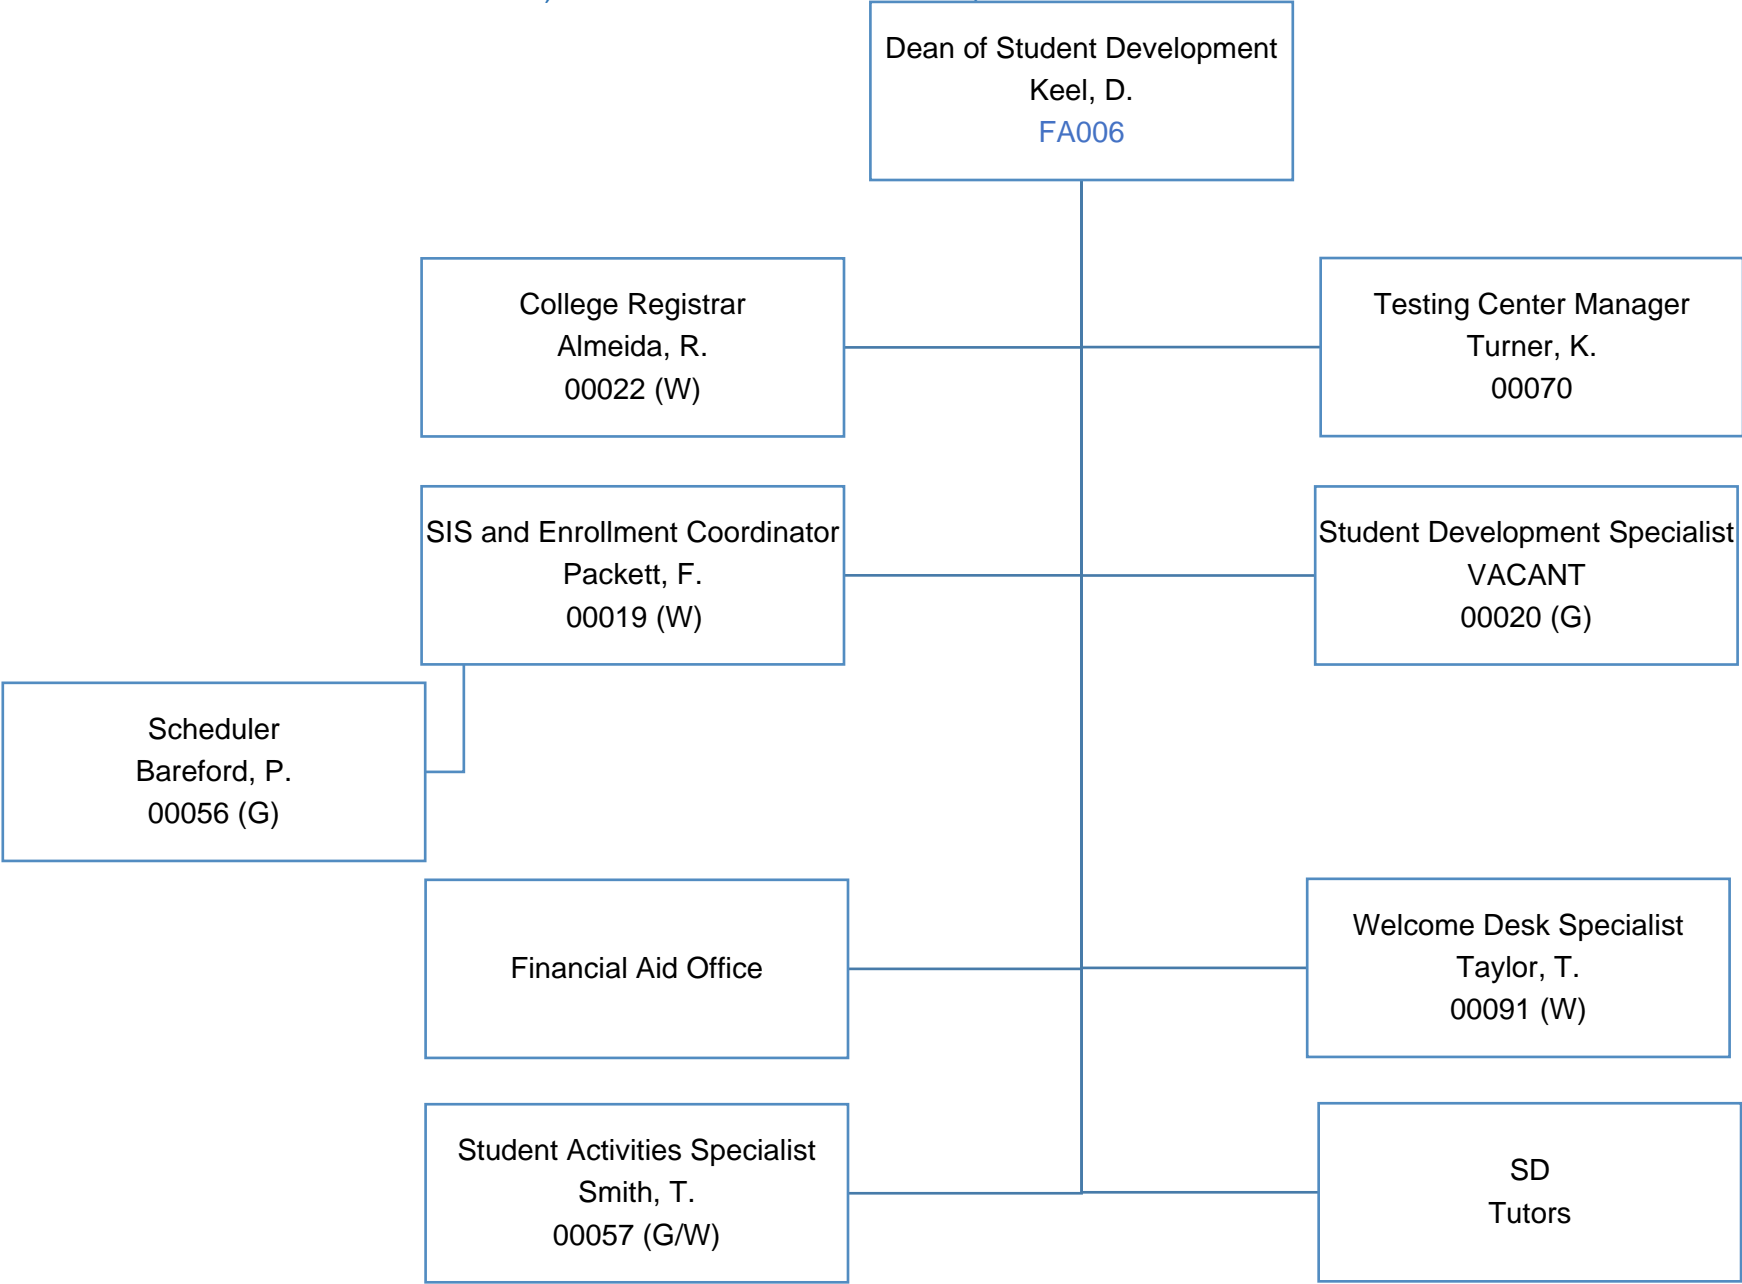 Dean of Student Development
Keel, D.
FA006
College Registrar
Almeida, R.
00022 (W)
Testing Center Manager
Turner, K.
00070
SIS and Enrollment Coordinator
Packett, F.
00019 (W)
Student Development Specialist
VACANT
00020 (G)
Scheduler
Bareford, P.
00056 (G)
Financial Aid Office
Welcome Desk Specialist
Taylor, T.
00091 (W)
Student Activities Specialist
Smith, T.
00057 (G/W)
SD
Tutors